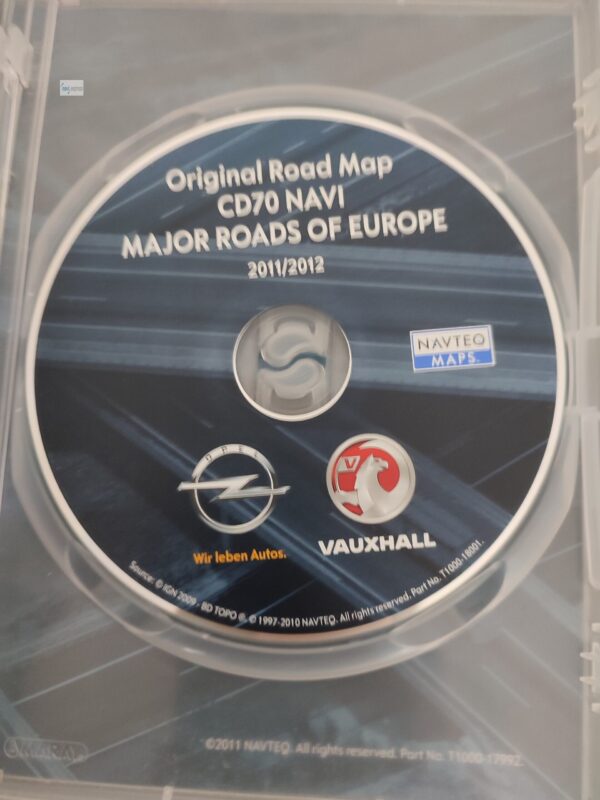 Original Road Map
CD70 NAVI
MAJOR ROADS OF EUROPE
2011/2012
NAVTEQ
MAPS
OPEL
V
Wir leben Autos.
VAUXHALL
Source: © IGN 2009 - BD TOPO ®. © 1997-2010 NAVTEQ. All rights reserved. Part No. T1000-18001.
AMARAY
©2011 NAVTEQ. All rights reserved. Part No. T1000-17992.